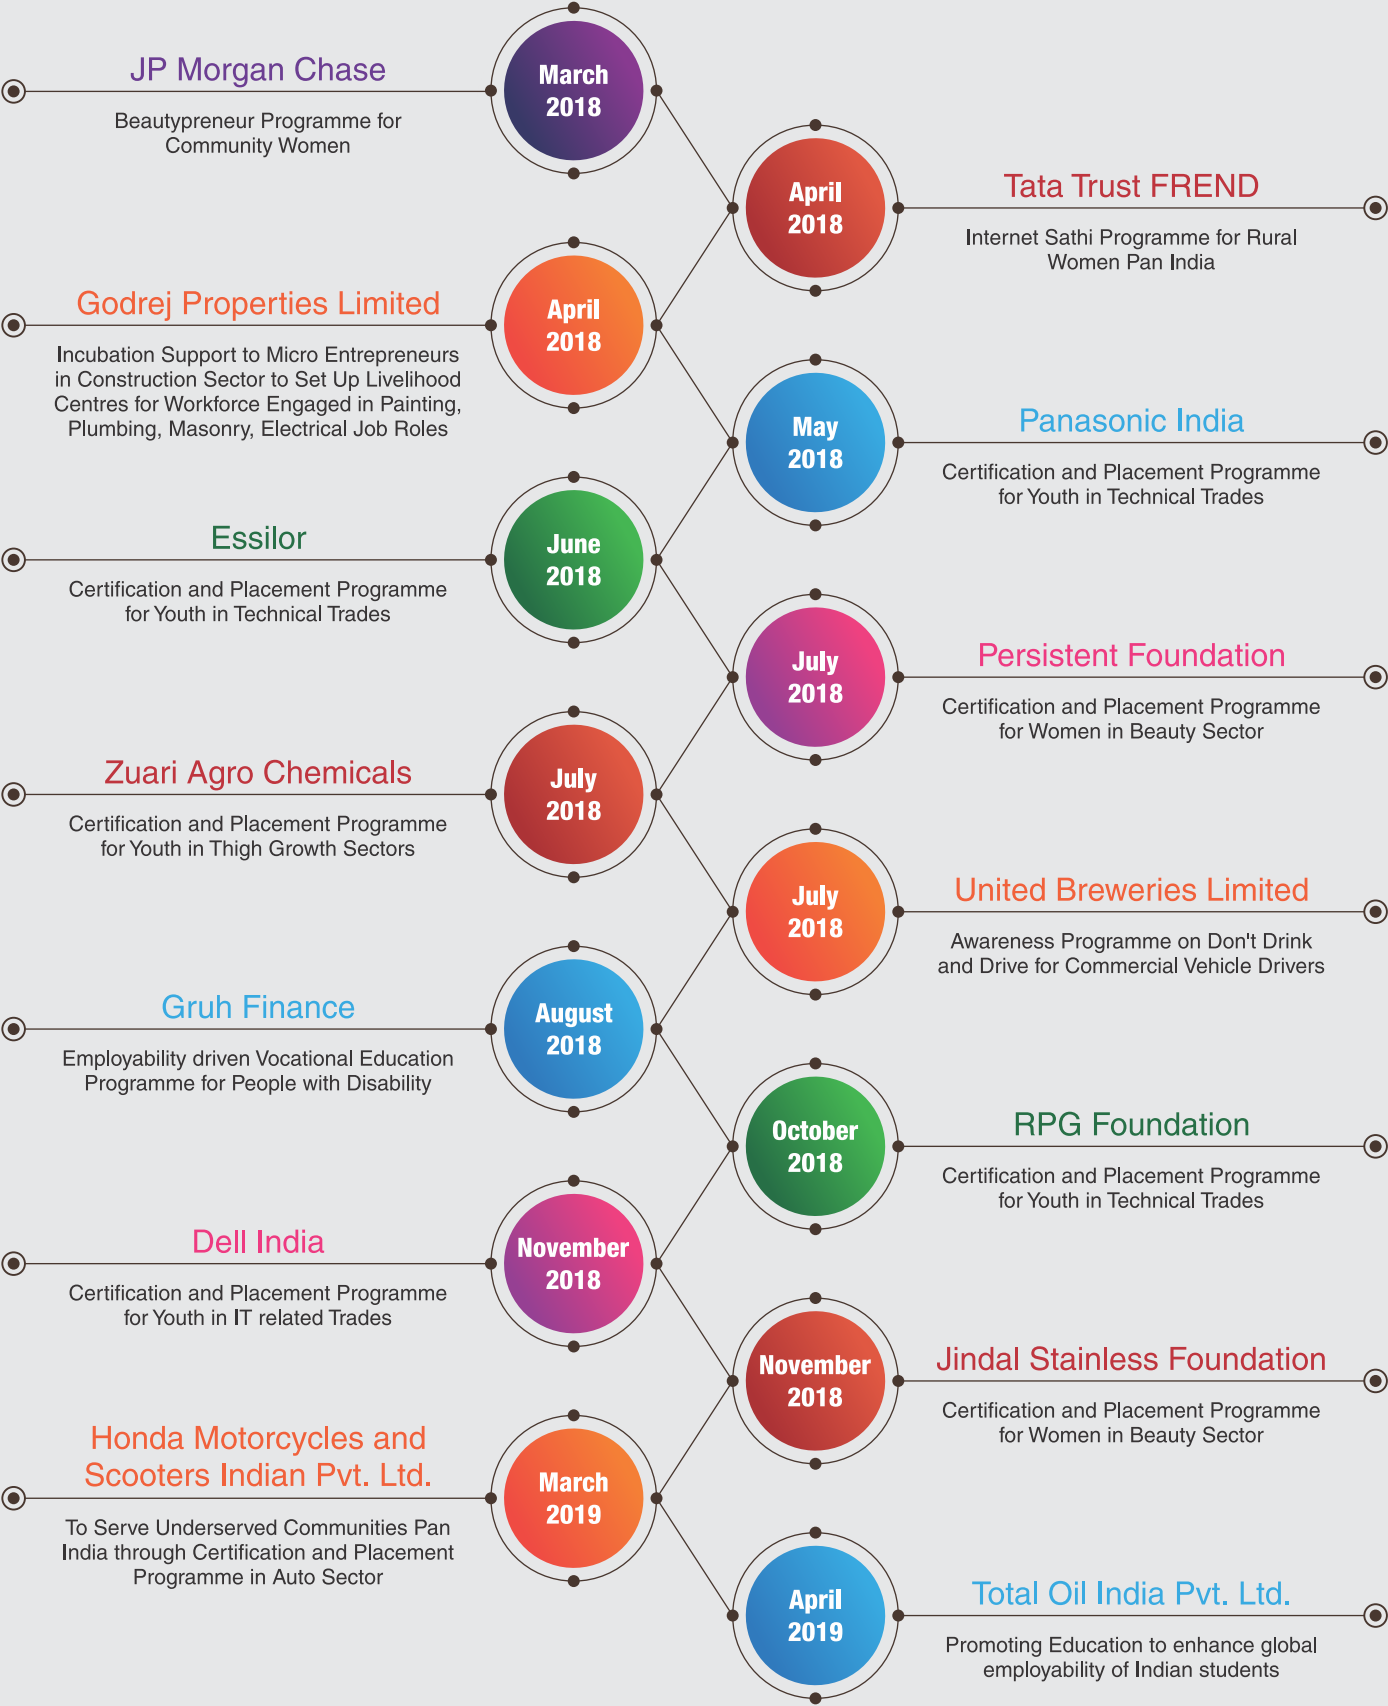 March
2018
JP Morgan Chase
Beautypreneur Programme for
Community Women
April
2018
Tata Trust FREND
Internet Sathi Programme for Rural
Women Pan India
April
2018
Godrej Properties Limited
Incubation Support to Micro Entrepreneurs
in Construction Sector to Set Up Livelihood
Centres for Workforce Engaged in Painting,
Plumbing, Masonry, Electrical Job Roles
May
2018
Panasonic India
Certification and Placement Programme
for Youth in Technical Trades
June
2018
Essilor
Certification and Placement Programme
for Youth in Technical Trades
July
2018
Persistent Foundation
Certification and Placement Programme
for Women in Beauty Sector
July
2018
Zuari Agro Chemicals
Certification and Placement Programme
for Youth in Thigh Growth Sectors
July
2018
United Breweries Limited
Awareness Programme on Don't Drink
and Drive for Commercial Vehicle Drivers
August
2018
Gruh Finance
Employability driven Vocational Education
Programme for People with Disability
October
2018
RPG Foundation
Certification and Placement Programme
for Youth in Technical Trades
November
2018
Dell India
Certification and Placement Programme
for Youth in IT related Trades
November
2018
Jindal Stainless Foundation
Certification and Placement Programme
for Women in Beauty Sector
March
2019
Honda Motorcycles and
Scooters Indian Pvt. Ltd.
To Serve Underserved Communities Pan
India through Certification and Placement
Programme in Auto Sector
April
2019
Total Oil India Pvt. Ltd.
Promoting Education to enhance global
employability of Indian students